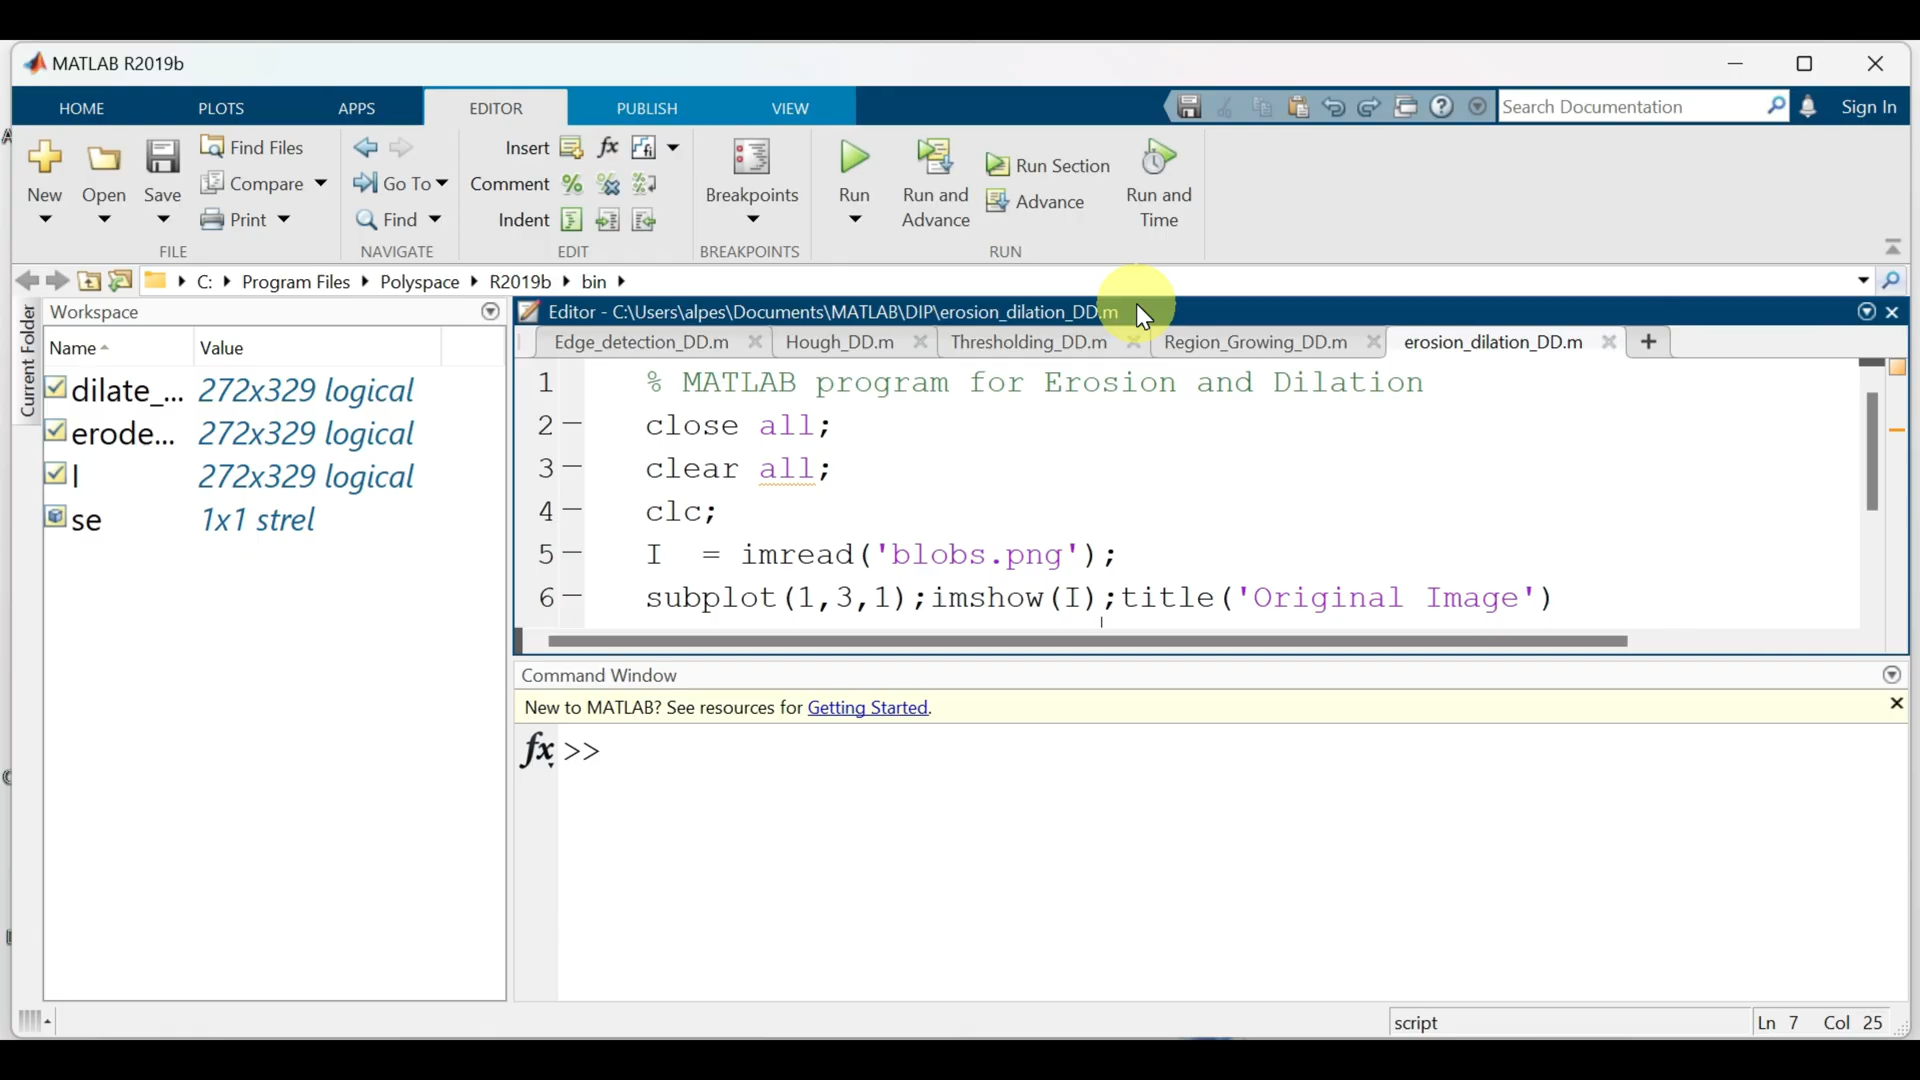 MATLAB R2019b
HOME PLOTS APPS EDITOR PUBLISH VIEW Search Documentation Sign In
New Open Save Find Files Compare Print
FILE
Go To Find
NAVIGATE
Insert fx
Comment
Indent
EDIT
Breakpoints
BREAKPOINTS
Run Run and Advance Run Section Advance Run and Time
RUN
C: Program Files Polyspace R2019b bin
Current Folder
Workspace
Name Value
dilate_... 272x329 logical
erode... 272x329 logical
I 272x329 logical
se 1x1 strel
Editor - C:\Users\alpes\Documents\MATLAB\DIP\erosion_dilation_DD.m
Edge_detection_DD.m Hough_DD.m Thresholding_DD.m Region_Growing_DD.m erosion_dilation_DD.m
1 % MATLAB program for Erosion and Dilation
2 close all;
3 clear all;
4 clc;
5 I = imread('blobs.png');
6 subplot(1,3,1);imshow(I);title('Original Image')
Command Window
New to MATLAB? See resources for Getting Started.
fx >>
script Ln 7 Col 25